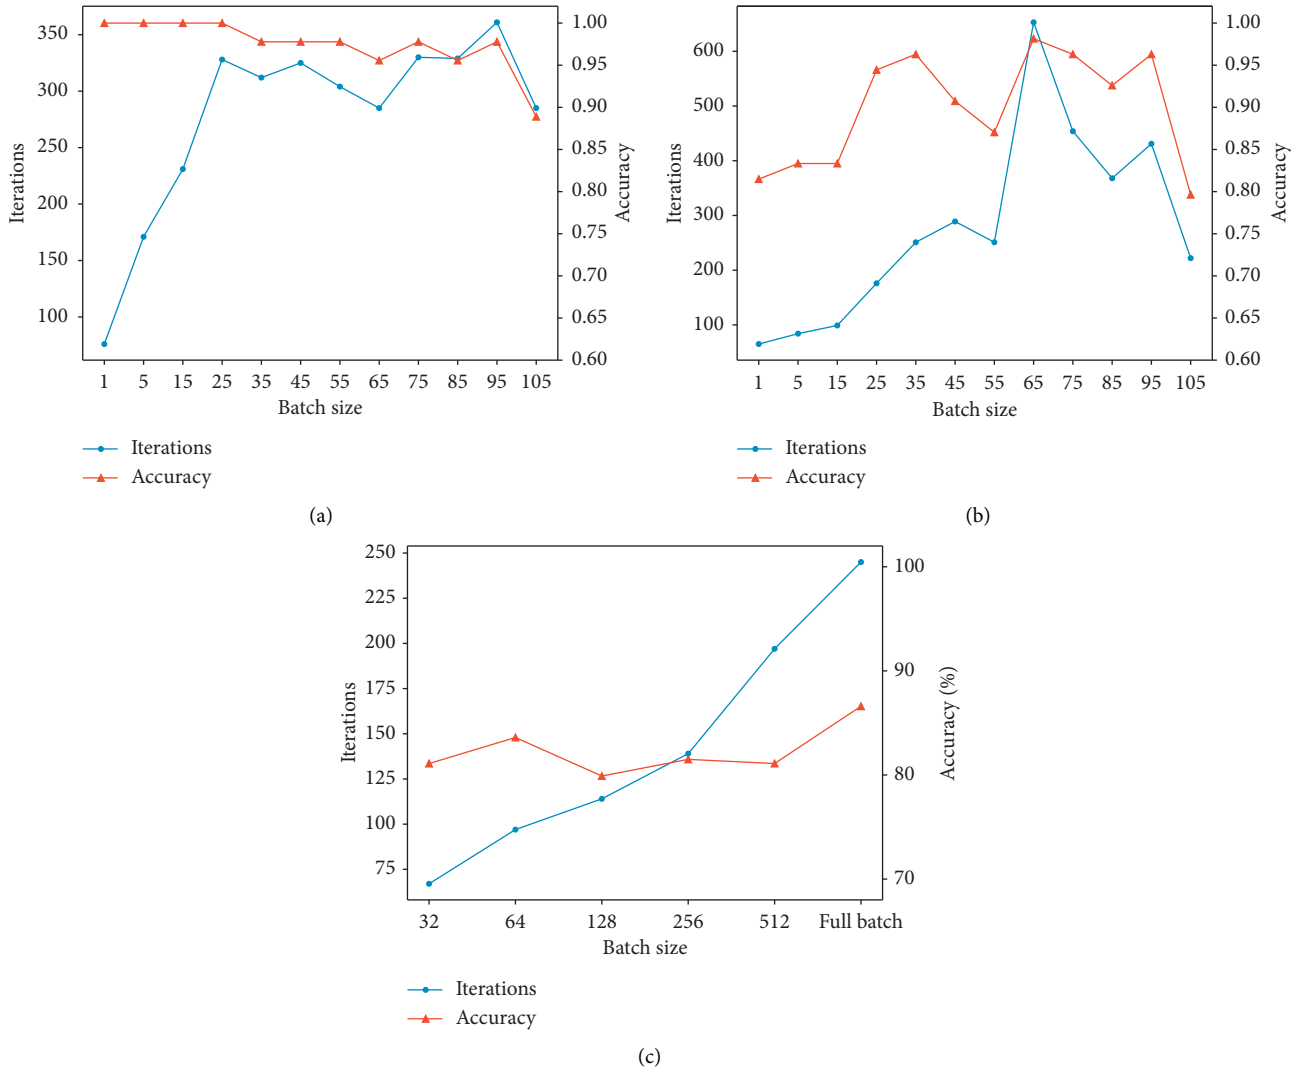 350
300
250
200
150
100
Iterations
1.00
0.95
0.90
0.85
0.80
0.75
0.70
0.65
0.60
Accuracy
1 5 15 25 35 45 55 65 75 85 95 105
Batch size
Iterations
Accuracy
(a)
600
500
400
300
200
100
Iterations
1.00
0.95
0.90
0.85
0.80
0.75
0.70
0.65
0.60
Accuracy
1 5 15 25 35 45 55 65 75 85 95 105
Batch size
Iterations
Accuracy
(b)
250
225
200
175
150
125
100
75
Iterations
100
90
80
70
Accuracy (%)
32 64 128 256 512 Full batch
Batch size
Iterations
Accuracy
(c)